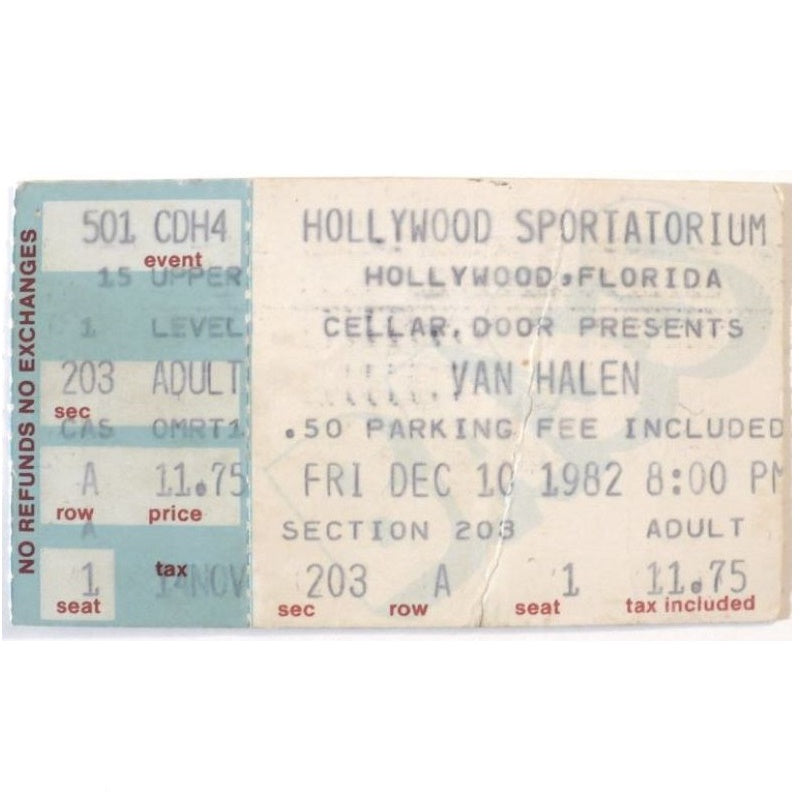 NO REFUNDS NO EXCHANGES
501 CDH4
event
15 UPPER
1 LEVEL
203 ADULT
sec
CAS OMRT1
A 11.75
row price
A
tax
1 14NOV
seat
HOLLYWOOD SPORTATORIUM
HOLLYWOOD,FLORIDA
CELLAR DOOR PRESENTS
VAN HALEN
.50 PARKING FEE INCLUDED
FRI DEC 10 1982 8:00 PM
SECTION 203 ADULT
203 A 1 11.75
sec row seat tax included